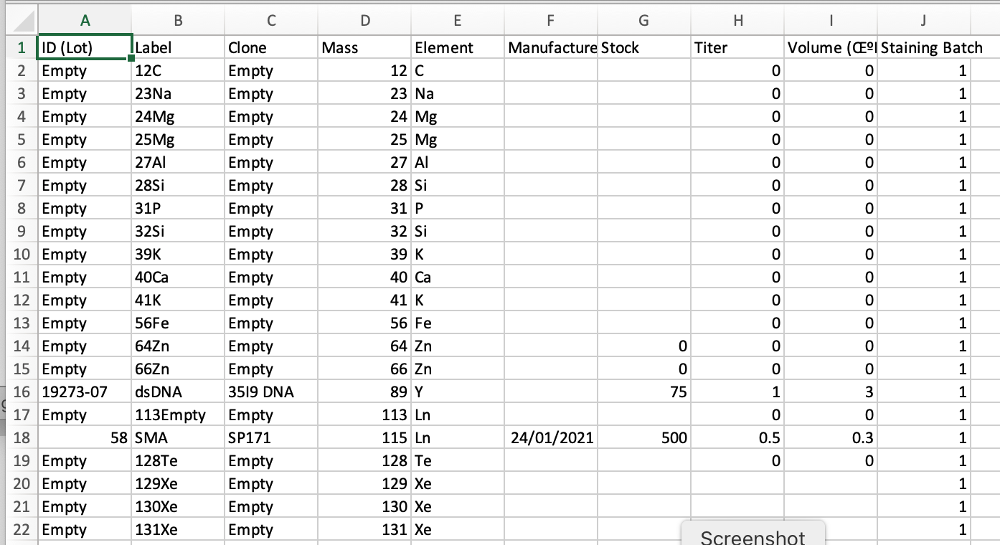 A B C D E F G H I J
1 ID (Lot) Label Clone Mass Element Manufacture Stock Titer Volume (ŒºI Staining Batch
2 Empty 12C Empty 12 C 0 0 1
3 Empty 23Na Empty 23 Na 0 0 1
4 Empty 24Mg Empty 24 Mg 0 0 1
5 Empty 25Mg Empty 25 Mg 0 0 1
6 Empty 27Al Empty 27 Al 0 0 1
7 Empty 28Si Empty 28 Si 0 0 1
8 Empty 31P Empty 31 P 0 0 1
9 Empty 32Si Empty 32 Si 0 0 1
10 Empty 39K Empty 39 K 0 0 1
11 Empty 40Ca Empty 40 Ca 0 0 1
12 Empty 41K Empty 41 K 0 0 1
13 Empty 56Fe Empty 56 Fe 0 0 1
14 Empty 64Zn Empty 64 Zn 0 0 0 1
15 Empty 66Zn Empty 66 Zn 0 0 0 1
16 19273-07 dsDNA 35I9 DNA 89 Y 75 1 3 1
17 Empty 113Empty Empty 113 Ln 0 0 1
18 58 SMA SP171 115 Ln 24/01/2021 500 0.5 0.3 1
19 Empty 128Te Empty 128 Te 0 0 1
20 Empty 129Xe Empty 129 Xe 1
21 Empty 130Xe Empty 130 Xe 1
22 Empty 131Xe Empty 131 Xe 1
Screenshot